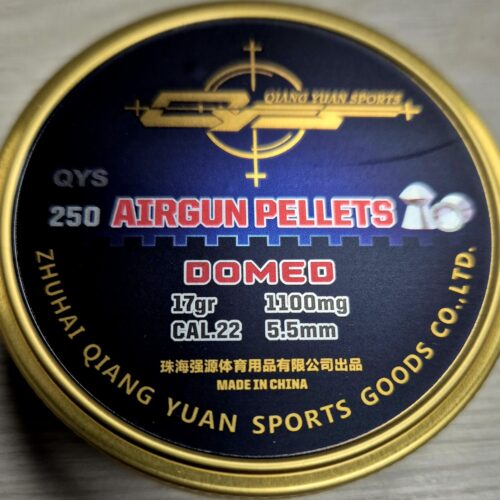 QIANG YUAN SPORTS
QYS
250 AIRGUN PELLETS
DOMED
17gr 1100mg
CAL.22 5.5mm
珠海强源体育用品有限公司出品
MADE IN CHINA
ZHUHAI QIANG YUAN SPORTS GOODS CO.,LTD.